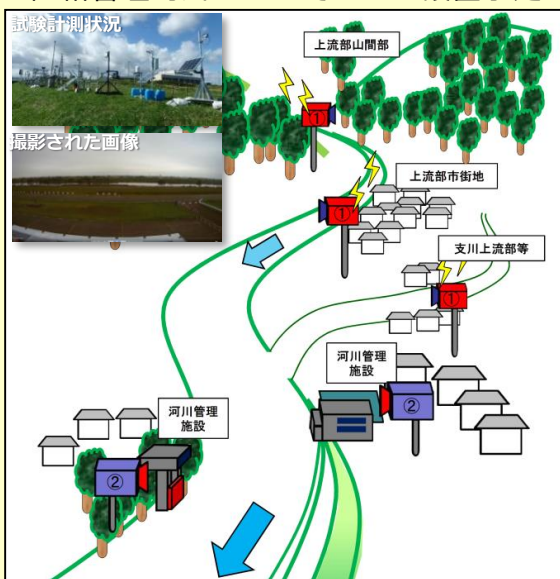 試験計測状況
撮影された画像
上流部山間部
①
上流部市街地
①
支川上流部等
①
河川管理
施設
②
河川管理
施設
②